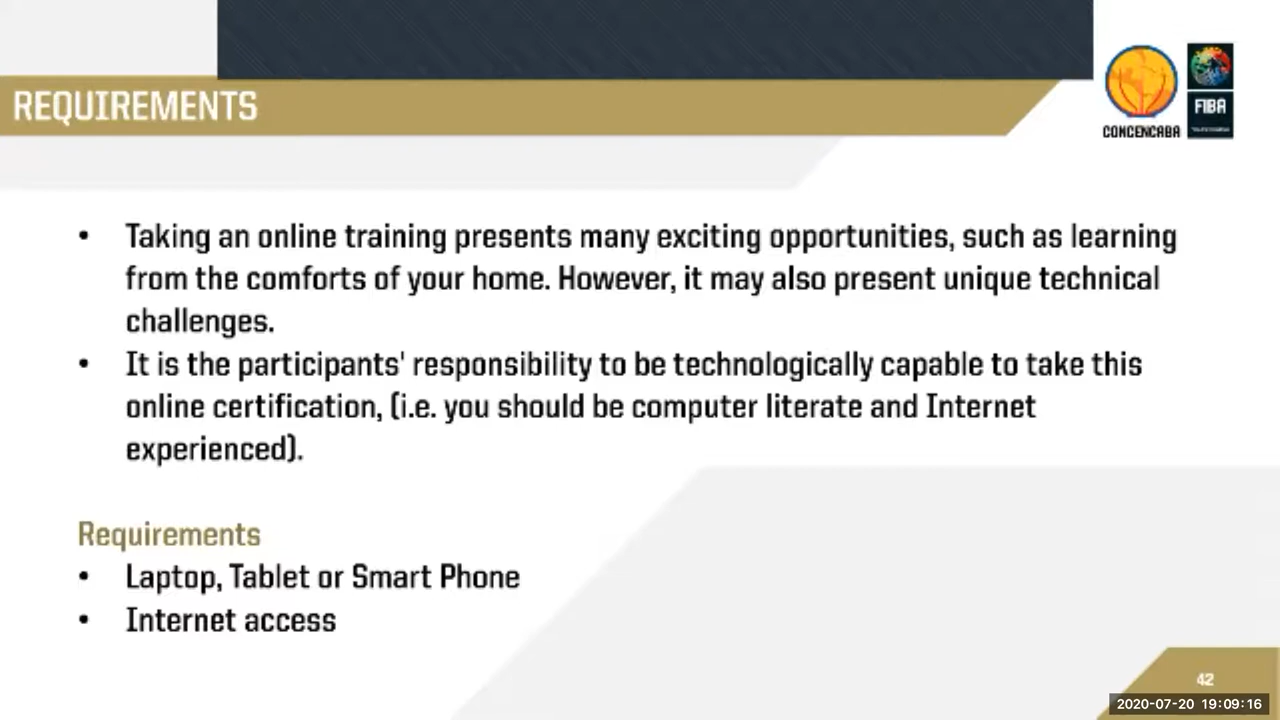 REQUIREMENTS
CONCENCABA
FIBA
• Taking an online training presents many exciting opportunities, such as learning
from the comforts of your home. However, it may also present unique technical
challenges.
• It is the participants' responsibility to be technologically capable to take this
online certification, (i.e. you should be computer literate and Internet
experienced).
Requirements
• Laptop, Tablet or Smart Phone
• Internet access
42
2020-07-20 19:09:16